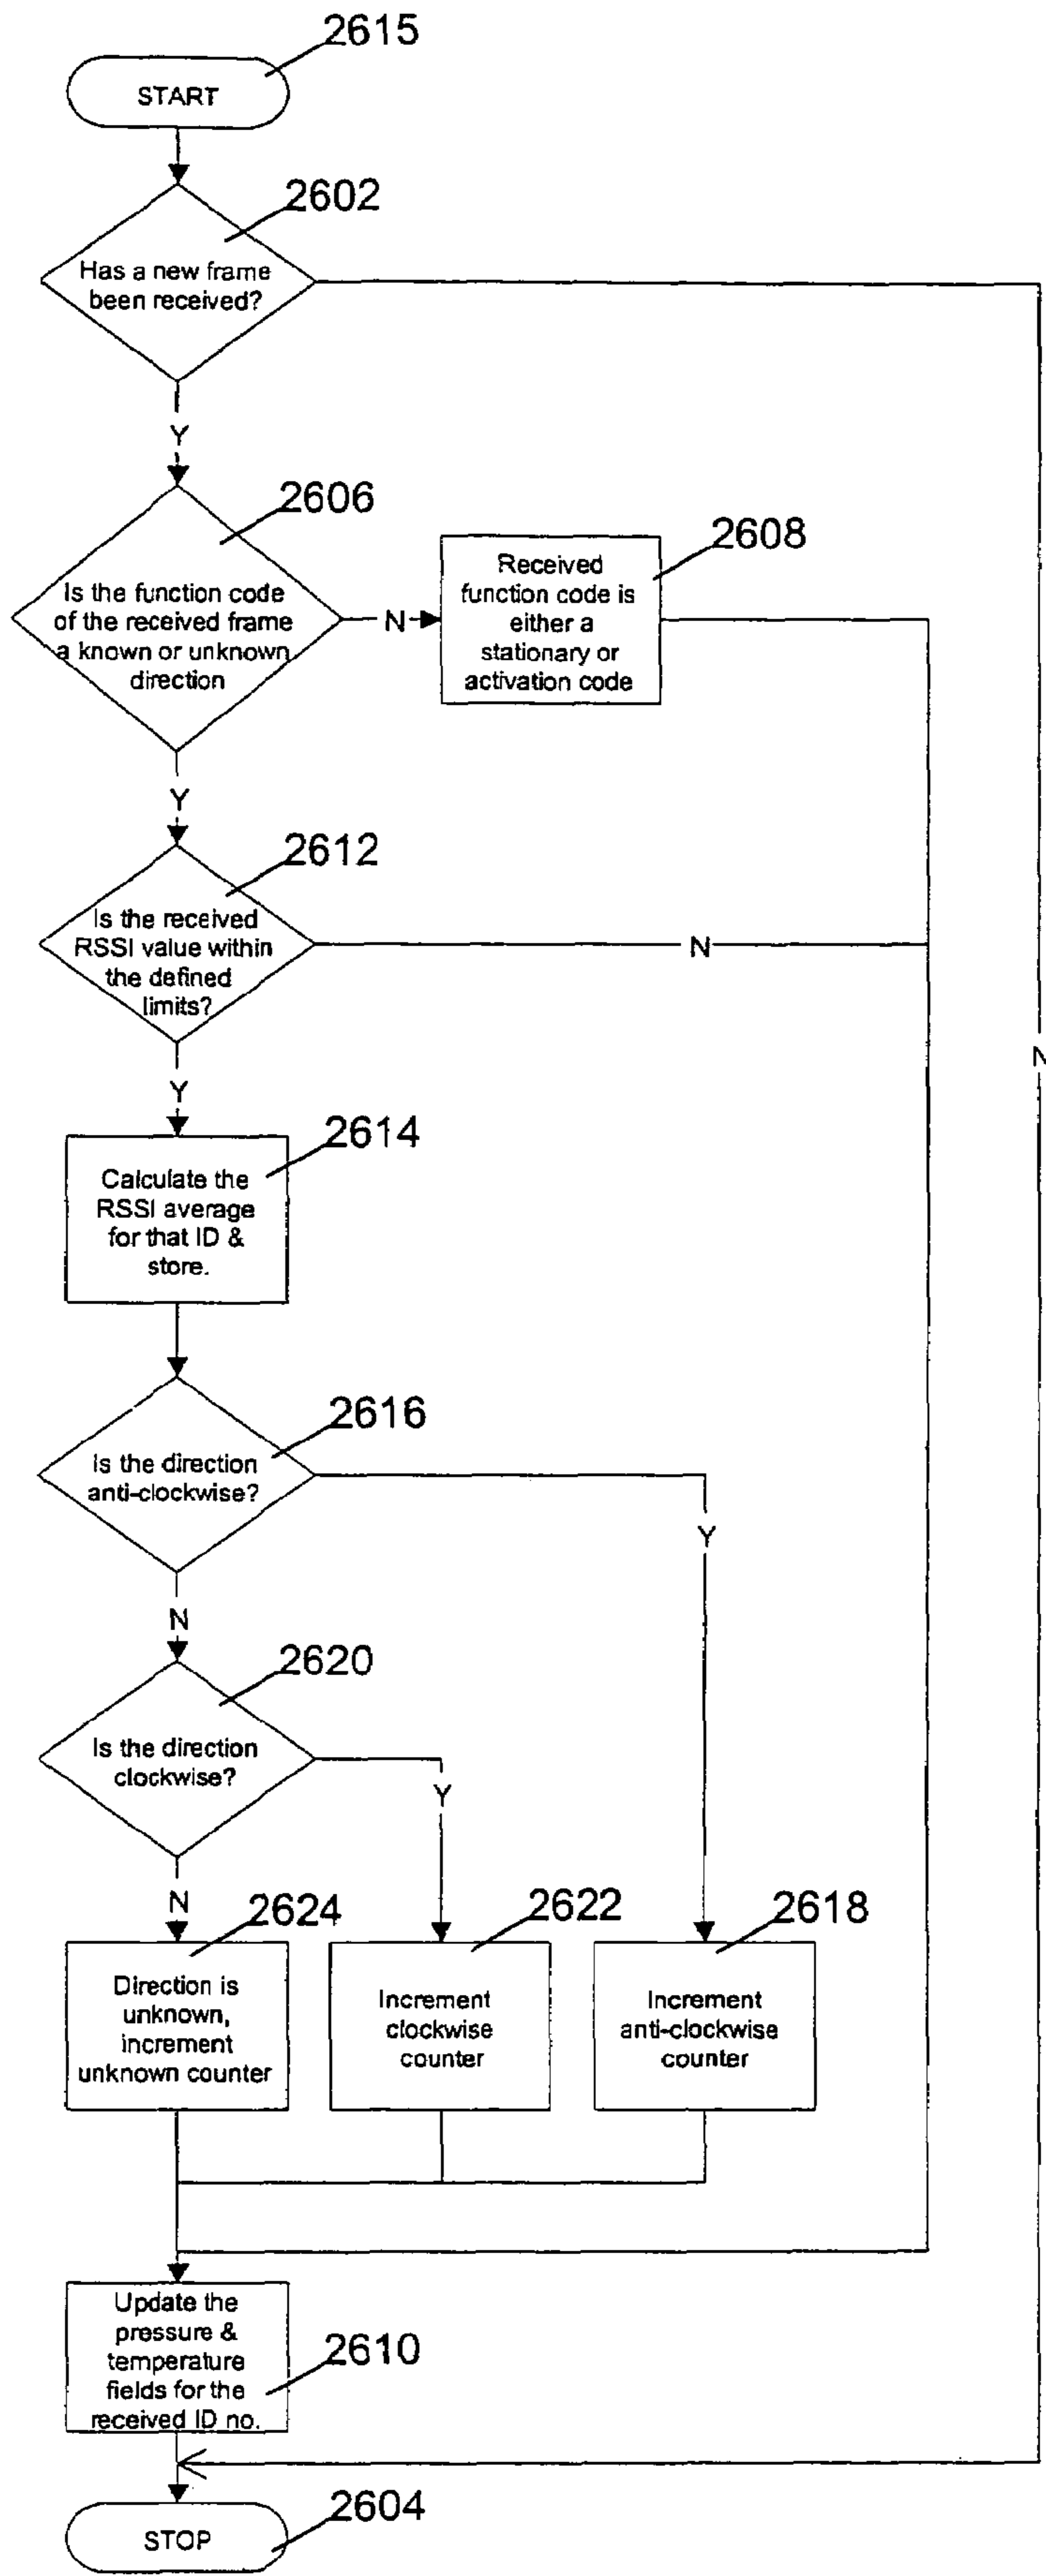 2615
START
2602
Has a new frame
been received?
Y
2606
Is the function code
of the received frame
a known or unknown
direction
N
2608
Received
function code is
either a
stationary or
activation code
Y
2612
Is the received
RSSI value within
the defined
limits?
N
N
Y
2614
Calculate the
RSSI average
for that ID &
store.
2616
Is the direction
anti-clockwise?
Y
N
2620
Is the direction
clockwise?
Y
N
2624
Direction is
unknown,
increment
unknown counter
2622
Increment
clockwise
counter
2618
Increment
anti-clockwise
counter
Update the
pressure &
temperature
fields for the
received ID no.
2610
2604
STOP